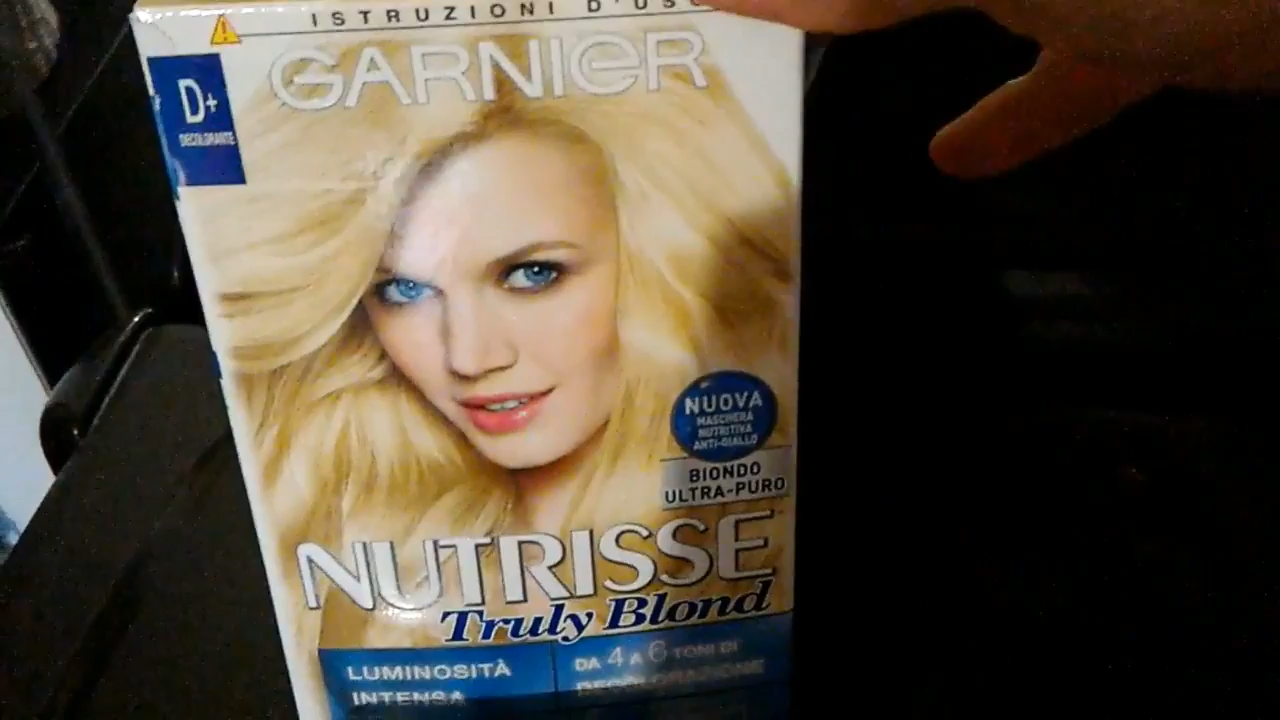 ISTRUZIONI D'USO
GARNIER
D+
DECOLORANTE
NUOVA
MASCHERA
NUTRITIVA
ANTI-GIALLO
BIONDO
ULTRA-PURO
NUTRISSE
Truly Blond
LUMINOSITÀ
INTENSA
DA 4 A 6 TONI DI
DECOLORAZIONE